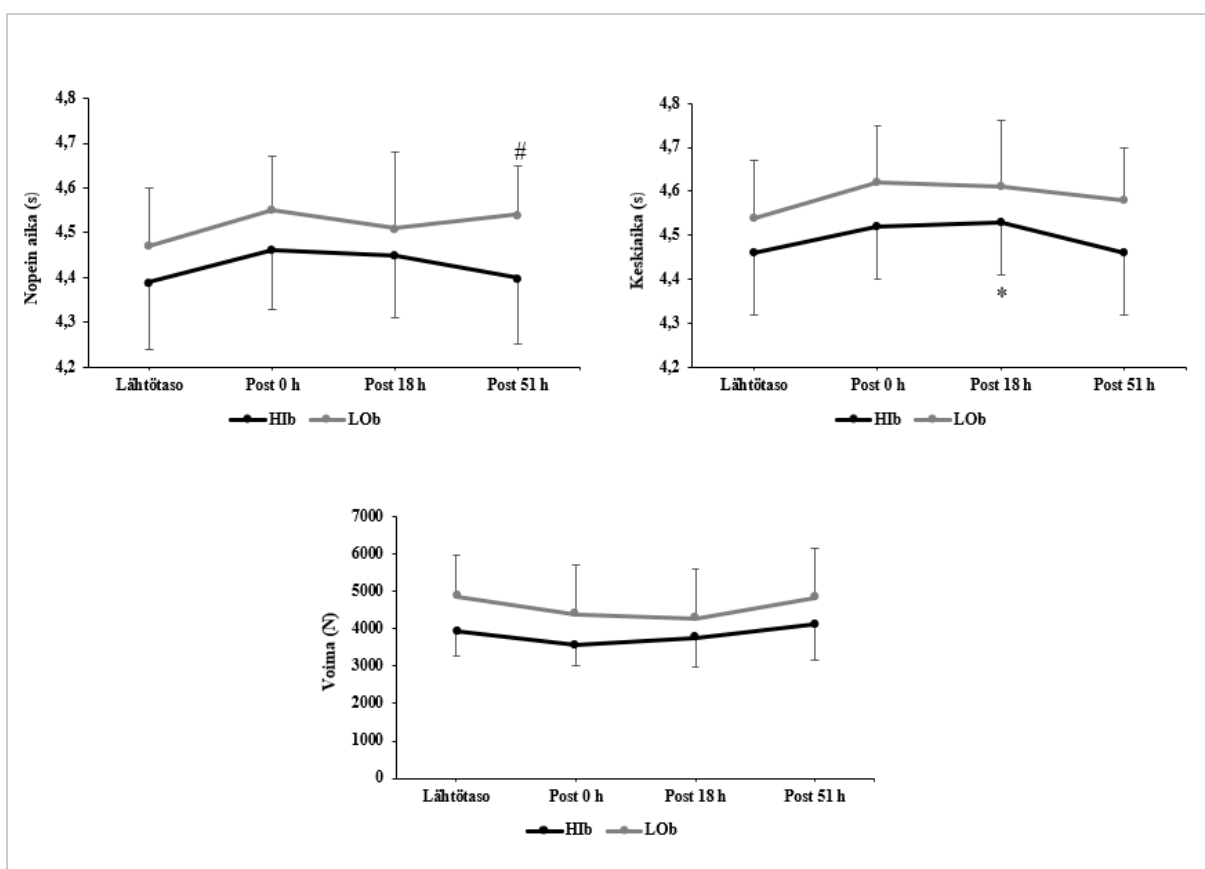 Nopein aika (s)
4,8
4,7
4,6
4,5
4,4
4,3
4,2
#
Lähtötaso Post 0 h Post 18 h Post 51 h
HIb LOb
Keskiaika (s)
4,8
4,7
4,6
4,5
4,4
4,3
4,2
*
Lähtötaso Post 0 h Post 18 h Post 51 h
HIb LOb
Voima (N)
7000
6000
5000
4000
3000
2000
1000
0
Lähtötaso Post 0 h Post 18 h Post 51 h
HIb LOb